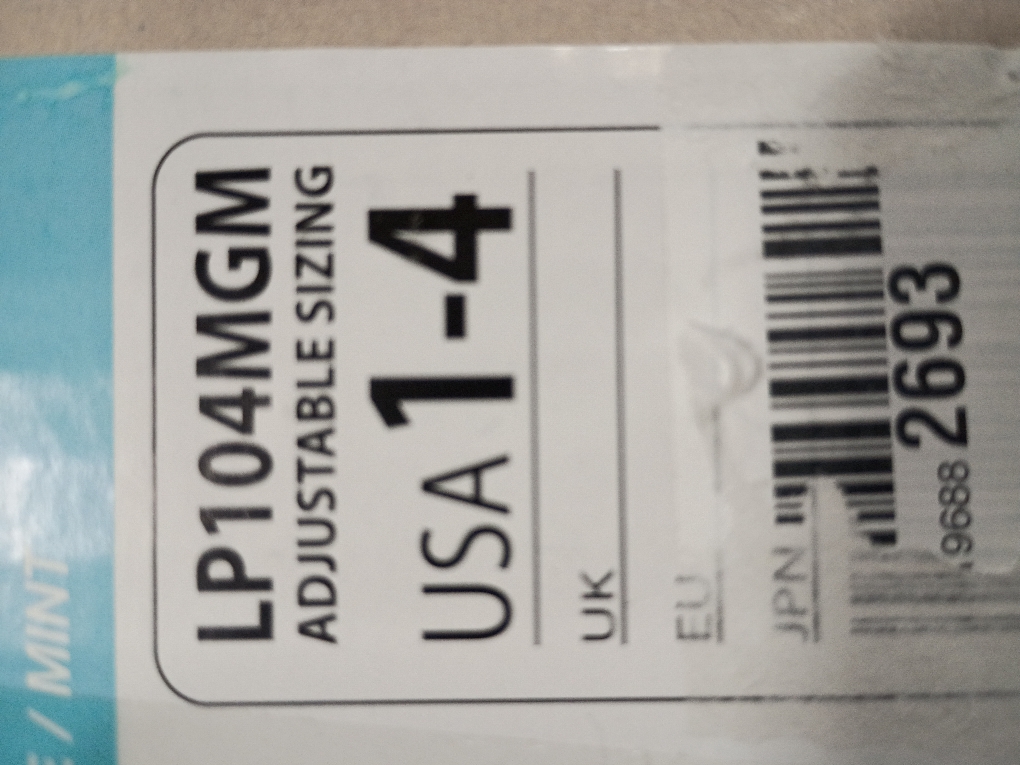 / MINT
LP104MGM
ADJUSTABLE SIZING
USA 1-4
UK
EU
JPN
9688 2693